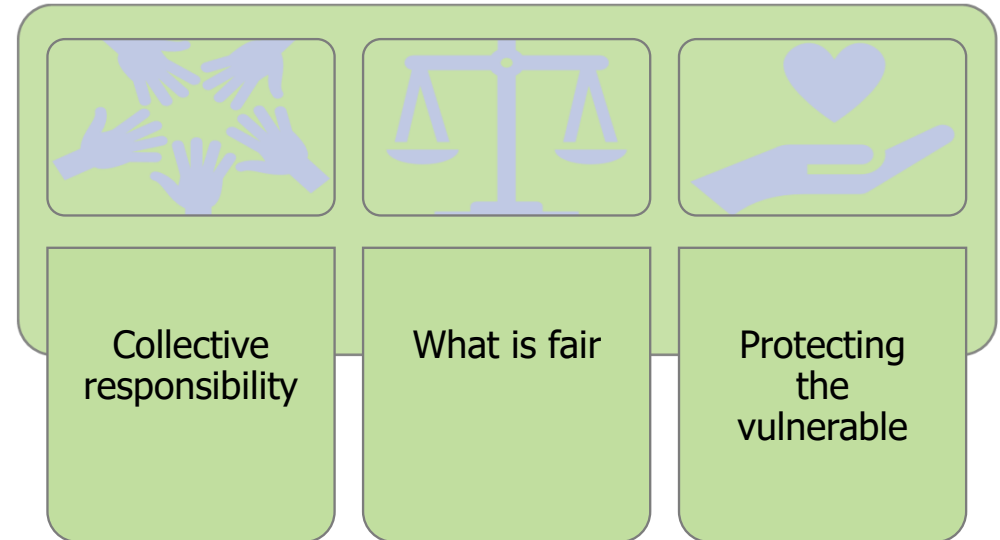 Collective
responsibility
What is fair
Protecting
the
vulnerable